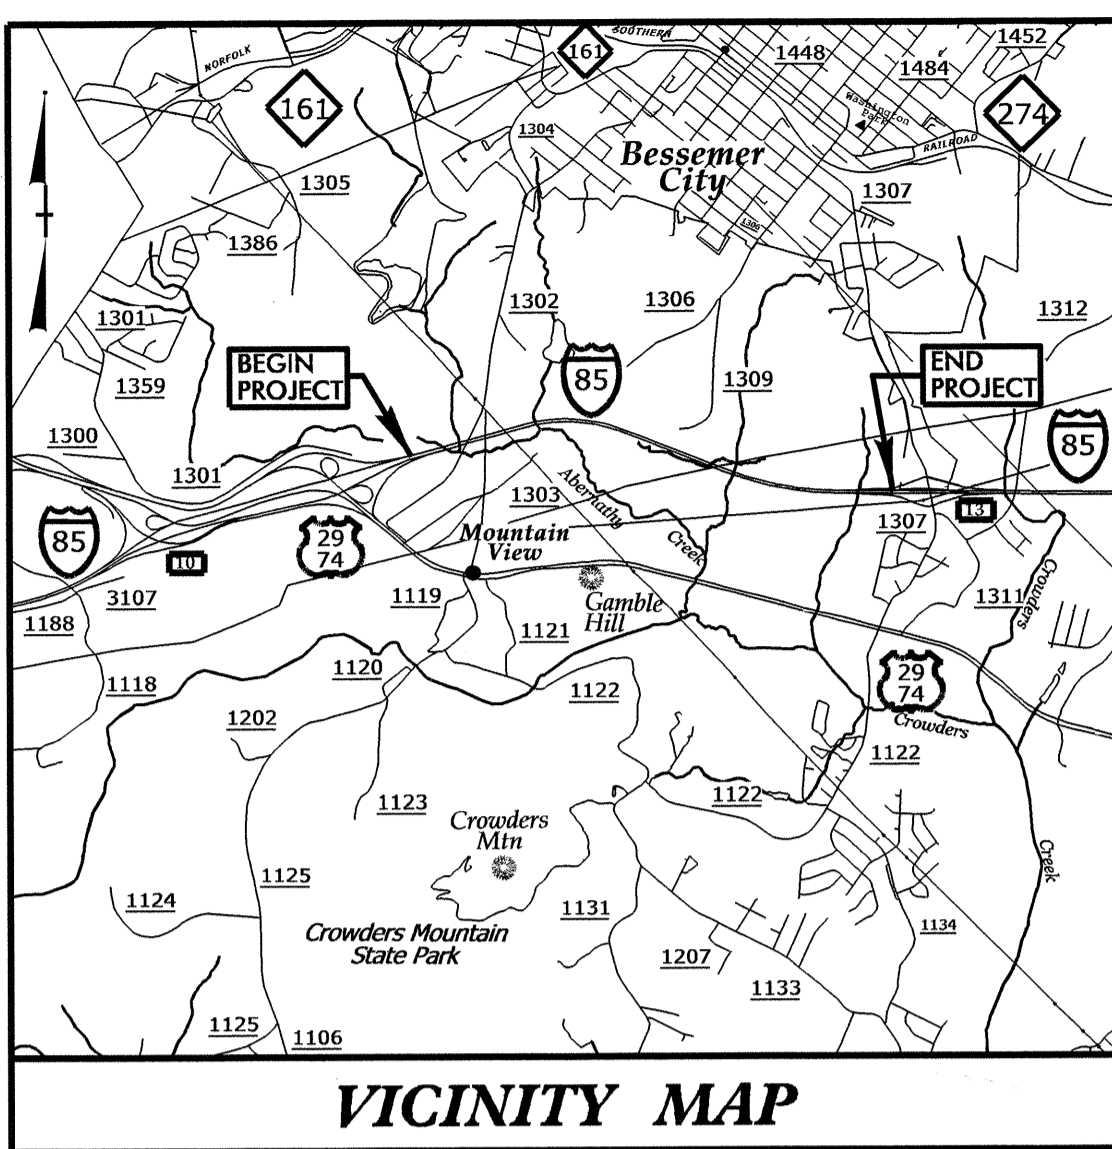 SOUTHERN
1452
161
1448
NORFOLK
1484
161
274
Washington
Park
1304
RAILROAD
Bessemer
City
1305
1307
1306
1386
1302
1306
1312
1301
BEGIN
PROJECT
END
PROJECT
85
1359
1309
1300
85
1301
Abernathy
Creek
1303
13
85
29
74
1307
Mountain
View
10
3107
1119
Gamble
Hill
1311
Crowders
1188
1121
1120
1118
1122
29
74
1202
Crowders
1122
1122
1123
Crowders
Mtn
Creek
1125
1124
1131
1134
Crowders Mountain
State Park
1207
1133
1125
1106
VICINITY MAP